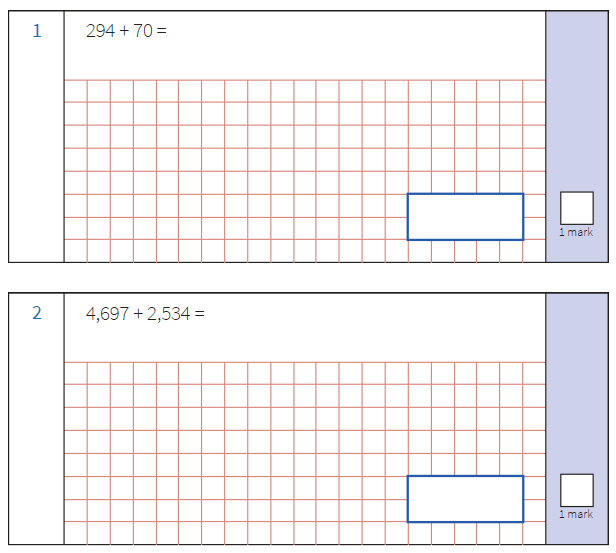 1 294 + 70 =
1 mark
2 4,697 + 2,534 =
1 mark